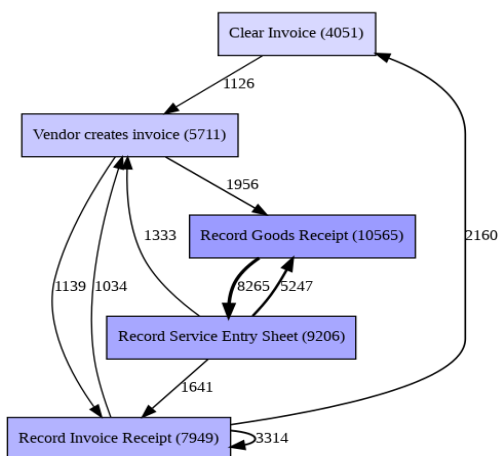 Clear Invoice (4051)
1126
Vendor creates invoice (5711)
1956
Record Goods Receipt (10565)
1333
2160
1139
1034
8265
5247
Record Service Entry Sheet (9206)
1641
Record Invoice Receipt (7949)
3314